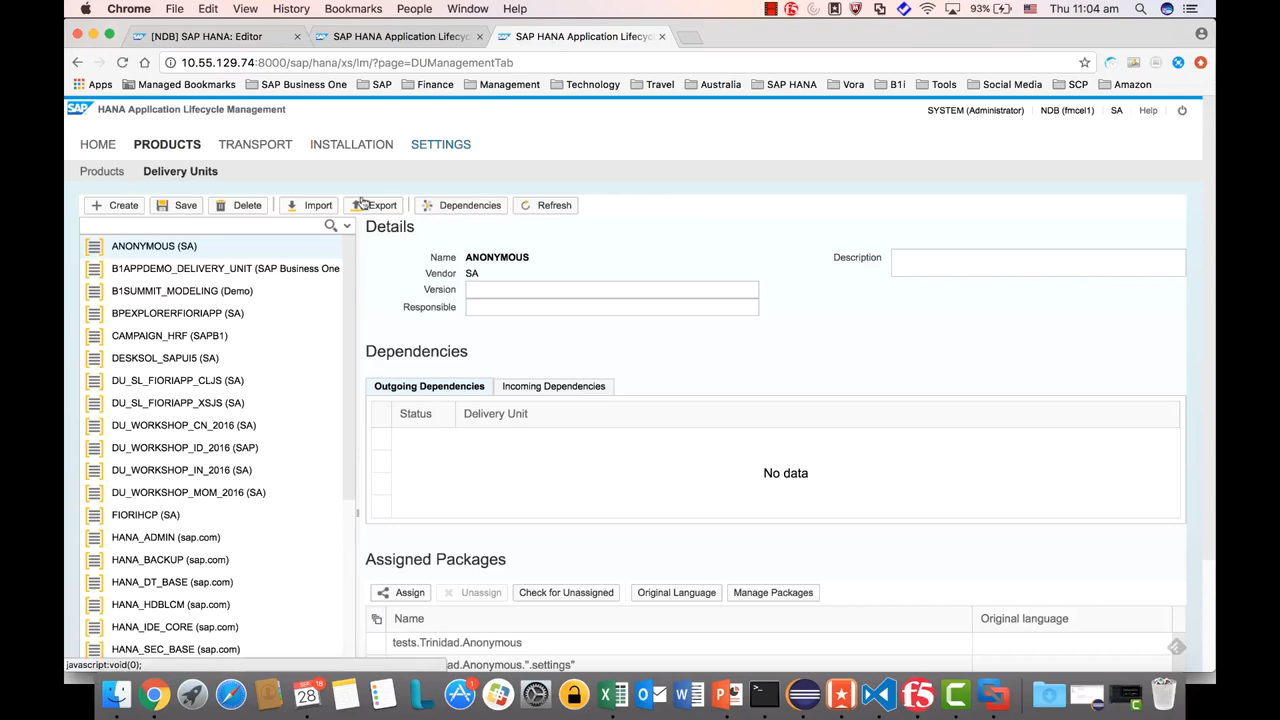 Chrome File Edit View History Bookmarks People Window Help 93% Thu 11:04 am
[NDB] SAP HANA: Editor × SAP HANA Application Lifecyc × SAP HANA Application Lifecyc ×
10.55.129.74:8000/sap/hana/xs/lm/?page=DUManagementTab
Apps Managed Bookmarks SAP Business One SAP Finance Management Technology Travel Australia SAP HANA Vora B1i Tools Social Media SCP Amazon
SAP HANA Application Lifecycle Management SYSTEM (Administrator) NDB (fmcel1) SA Help
HOME PRODUCTS TRANSPORT INSTALLATION SETTINGS
Products Delivery Units
Create Save Delete Import Export Dependencies Refresh
ANONYMOUS (SA)
B1APPDEMO_DELIVERY_UNIT (SAP Business One
B1SUMMIT_MODELING (Demo)
BPEXPLORERFIORIAPP (SA)
CAMPAIGN_HRF (SAPB1)
DESKSOL_SAPUI5 (SA)
DU_SL_FIORIAPP_CLJS (SA)
DU_SL_FIORIAPP_XSJS (SA)
DU_WORKSHOP_CN_2016 (SA)
DU_WORKSHOP_ID_2016 (SAP)
DU_WORKSHOP_IN_2016 (SA)
DU_WORKSHOP_MOM_2016 (SA)
FIORIHCP (SA)
HANA_ADMIN (sap.com)
HANA_BACKUP (sap.com)
HANA_DT_BASE (sap.com)
HANA_HDBLCM (sap.com)
HANA_IDE_CORE (sap.com)
HANA_SEC_BASE (sap.com)
Details
Name ANONYMOUS Description
Vendor SA
Version
Responsible
Dependencies
Outgoing Dependencies Incoming Dependencies
Status Delivery Unit
No data
Assigned Packages
Assign Unassign Check for Unassigned Original Language Manage Packages
Name Original language
tests.Trinidad.Anonymous
ad.Anonymous.".settings"
javascript:void(0);
SEP 28 18 1